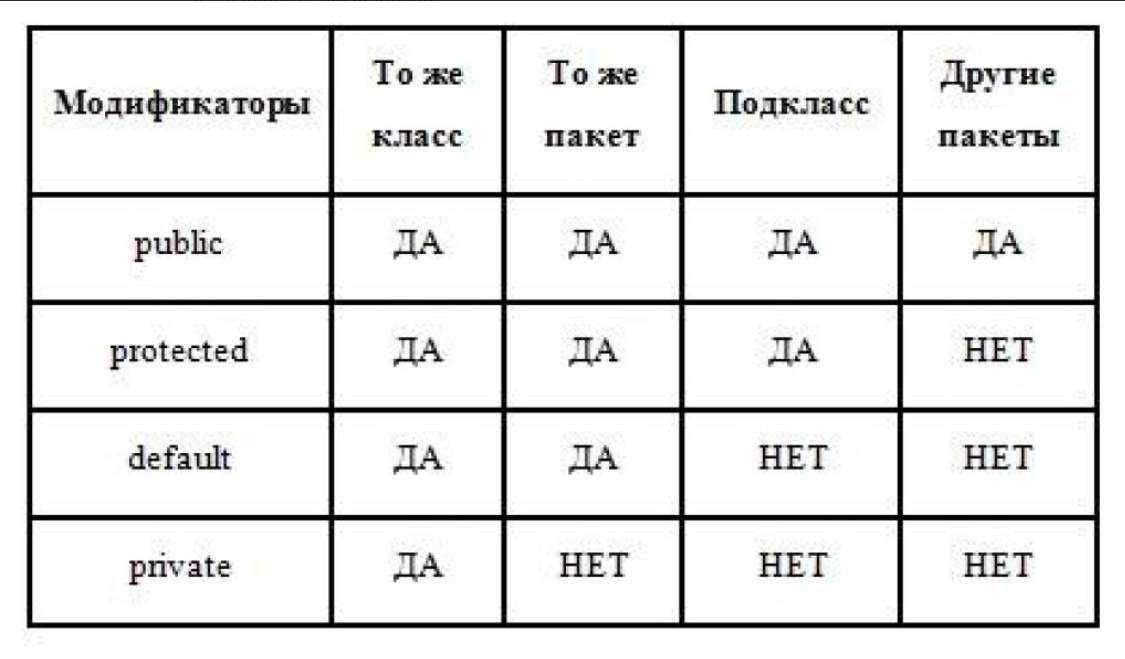 Модификаторы
То же
класс
То же
пакет
Подкласс
Другие
пакеты
public
ДА
ДА
ДА
ДА
protected
ДА
ДА
ДА
НЕТ
default
ДА
ДА
НЕТ
НЕТ
private
ДА
НЕТ
НЕТ
НЕТ